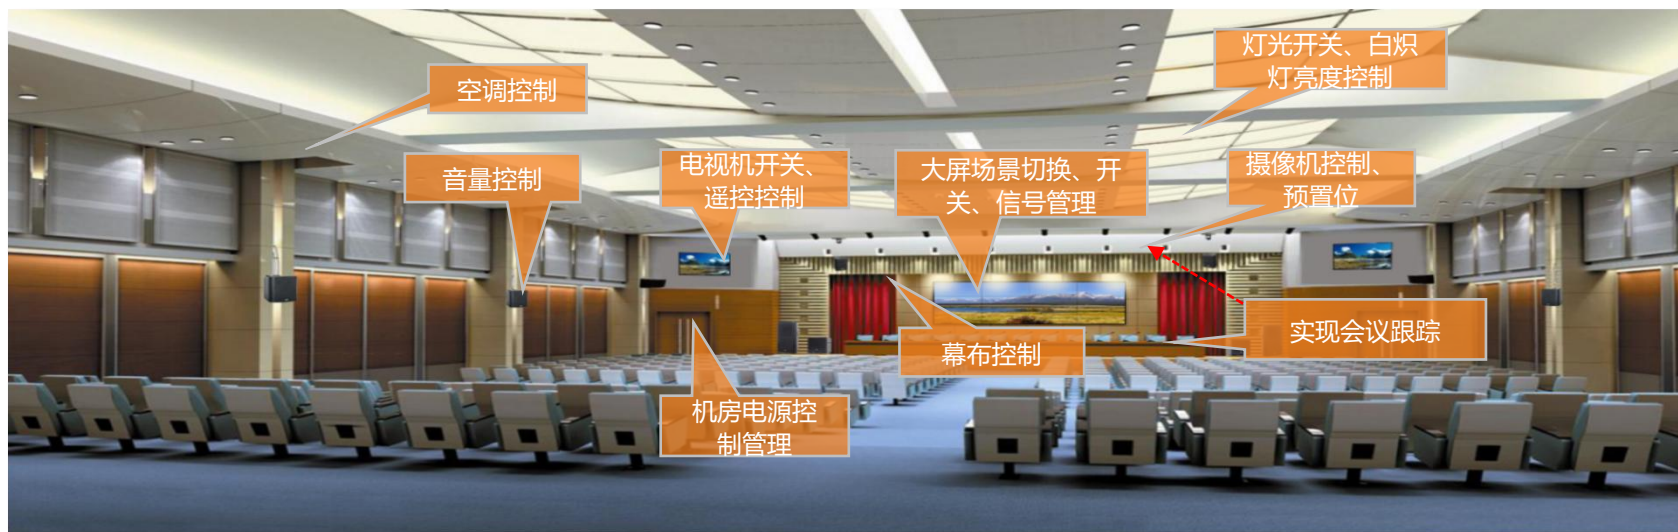 灯光开关、白炽
灯亮度控制
空调控制
音量控制
电视机开关、
遥控控制
大屏场景切换、开
关、信号管理
摄像机控制、
预置位
实现会议跟踪
幕布控制
机房电源控
制管理